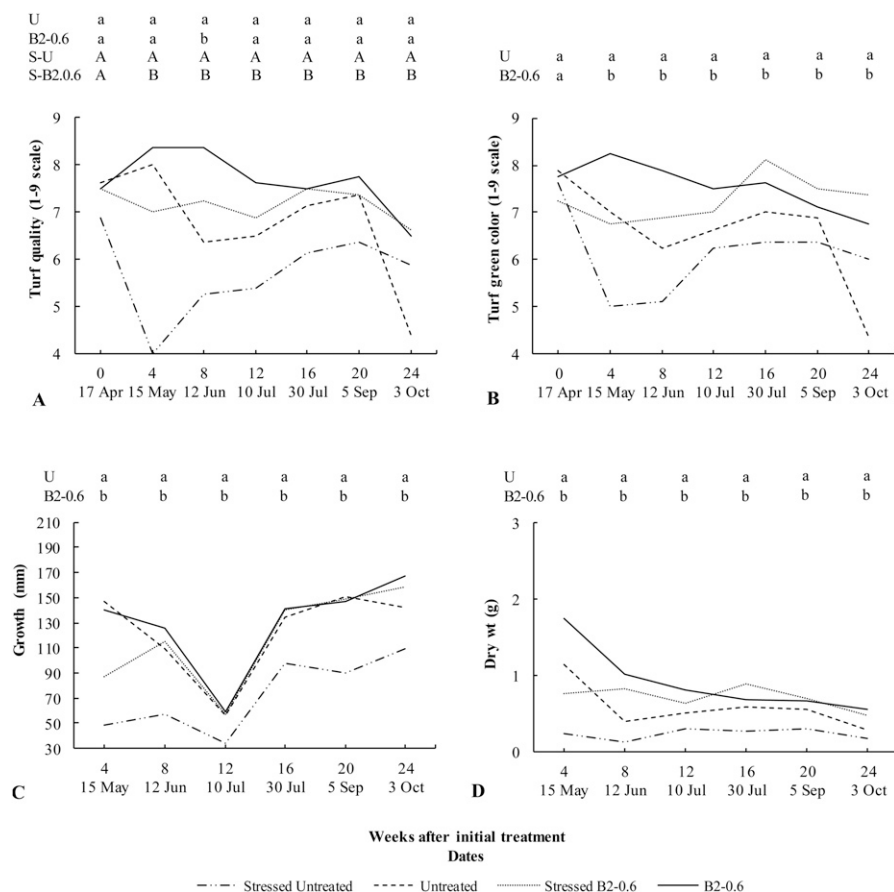 U a a a a a a a
B2-0.6 a a b a a a a
S-U A A A A A A A
S-B2.0.6 A B B B B B B
9
8
7
6
5
4
Turf quality (1-9 scale)
0 4 8 12 16 20 24
17 Apr 15 May 12 Jun 10 Jul 30 Jul 5 Sep 3 Oct
A
U a a a a a a a
B2-0.6 a b b b b b b
9
8
7
6
5
4
Turf green color (1-9 scale)
0 4 8 12 16 20 24
17 Apr 15 May 12 Jun 10 Jul 30 Jul 5 Sep 3 Oct
B
U a a a a a a
B2-0.6 b b b b b b
210
190
170
150
130
110
90
70
50
30
Growth (mm)
4 8 12 16 20 24
15 May 12 Jun 10 Jul 30 Jul 5 Sep 3 Oct
C
U a a a a a a
B2-0.6 b b b b b b
3
2
1
0
Dry wt (g)
4 8 12 16 20 24
15 May 12 Jun 10 Jul 30 Jul 5 Sep 3 Oct
D
Weeks after initial treatment
Dates
Stressed Untreated Untreated Stressed B2-0.6 B2-0.6